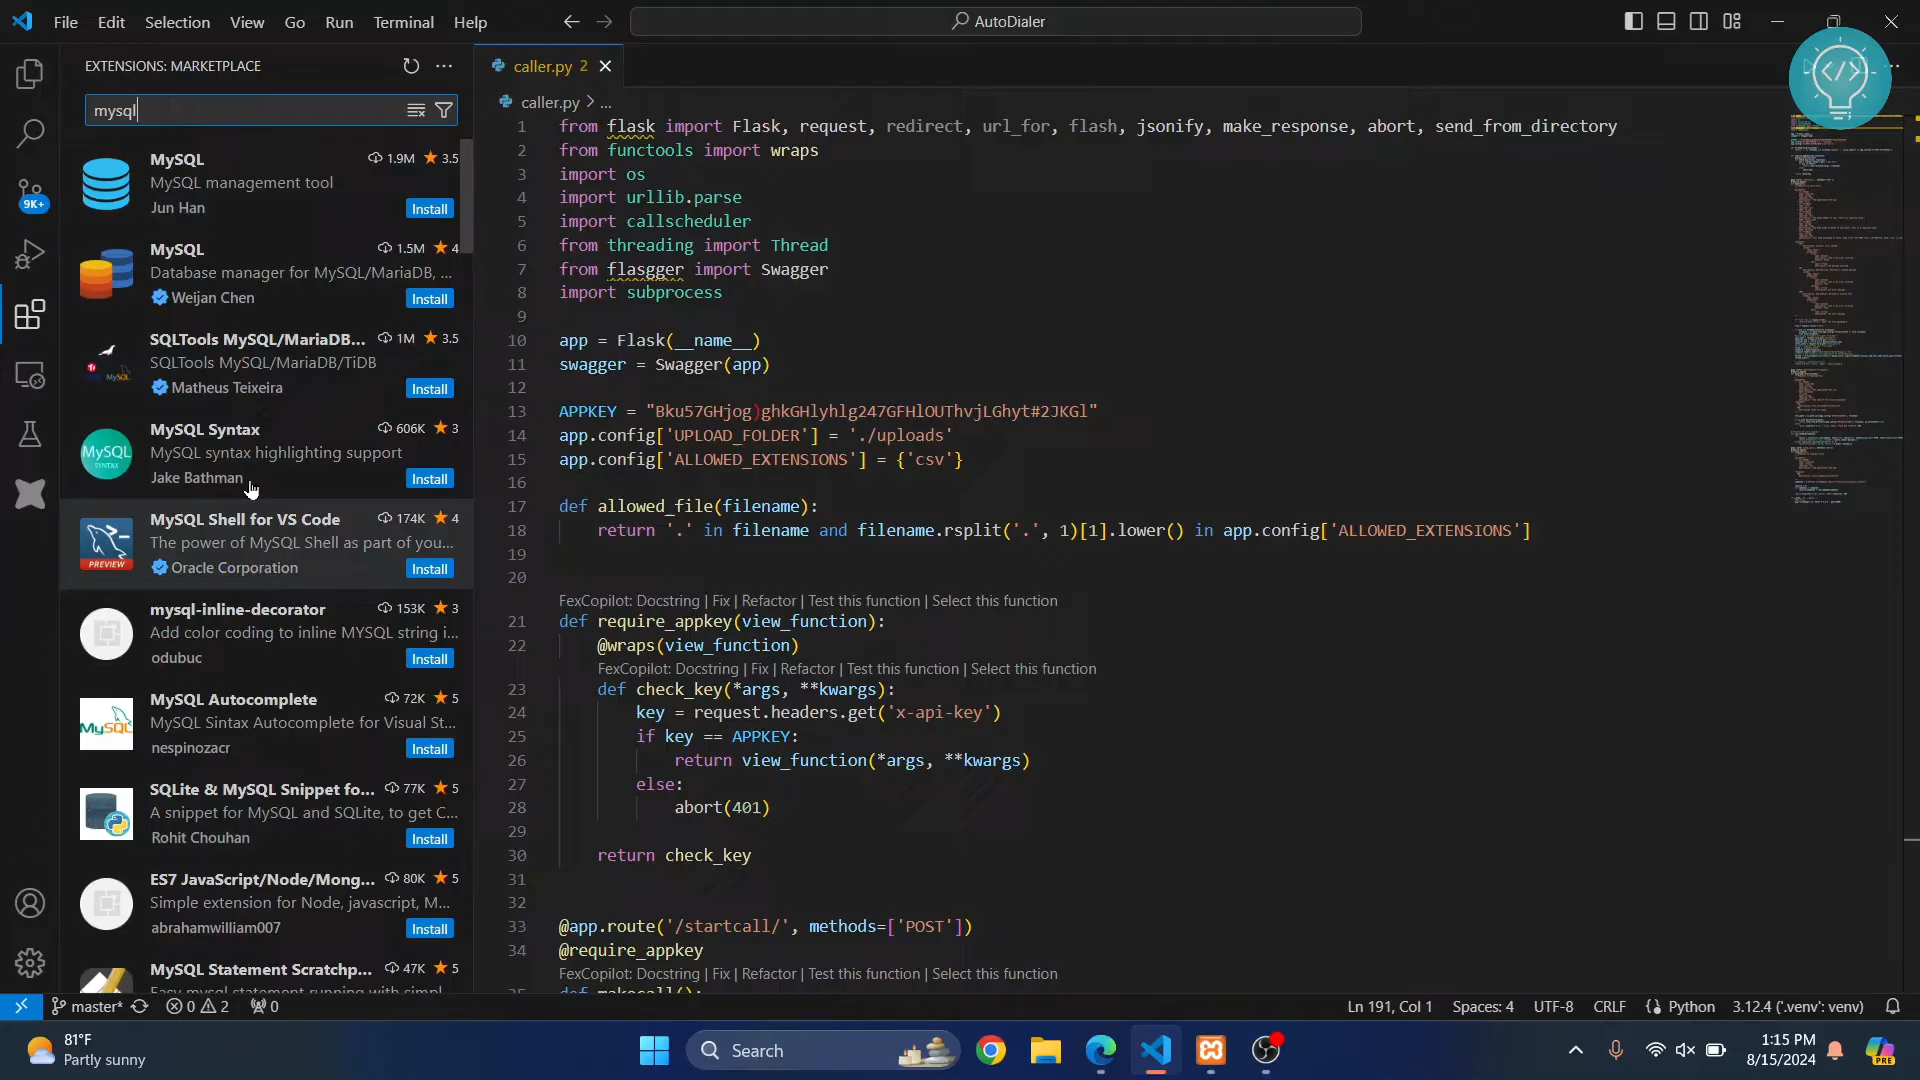 File Edit Selection View Go Run Terminal Help
AutoDialer
EXTENSIONS: MARKETPLACE
mysql
MySQL 1.9M 3.5
MySQL management tool
Jun Han Install
MySQL 1.5M 4
Database manager for MySQL/MariaDB, ...
Weijan Chen Install
SQLTools MySQL/MariaDB... 1M 3.5
SQLTools MySQL/MariaDB/TiDB
Matheus Teixeira Install
MySQL Syntax 606K 3
MySQL syntax highlighting support
Jake Bathman Install
MySQL Shell for VS Code 174K 4
The power of MySQL Shell as part of you...
Oracle Corporation Install
PREVIEW
mysql-inline-decorator 153K 3
Add color coding to inline MYSQL string i...
odubuc Install
MySQL Autocomplete 72K 5
MySQL Sintax Autocomplete for Visual St...
nespinozacr Install
SQLite & MySQL Snippet fo... 77K 5
A snippet for MySQL and SQLite, to get C...
Rohit Chouhan Install
ES7 JavaScript/Node/Mong... 80K 5
Simple extension for Node, javascript, M...
abrahamwilliam007 Install
MySQL Statement Scratchp... 47K 5
9K+
caller.py 2
caller.py > ...
1 from flask import Flask, request, redirect, url_for, flash, jsonify, make_response, abort, send_from_directory
2 from functools import wraps
3 import os
4 import urllib.parse
5 import callscheduler
6 from threading import Thread
7 from flasgger import Swagger
8 import subprocess
9
10 app = Flask(__name__)
11 swagger = Swagger(app)
12
13 APPKEY = "Bku57GHjog)ghkGHlyhlg247GFHlOUThvjLGhyt#2JKGl"
14 app.config['UPLOAD_FOLDER'] = './uploads'
15 app.config['ALLOWED_EXTENSIONS'] = {'csv'}
16
17 def allowed_file(filename):
18 return '.' in filename and filename.rsplit('.', 1)[1].lower() in app.config['ALLOWED_EXTENSIONS']
19
20
FexCopilot: Docstring | Fix | Refactor | Test this function | Select this function
21 def require_appkey(view_function):
22 @wraps(view_function)
FexCopilot: Docstring | Fix | Refactor | Test this function | Select this function
23 def check_key(*args, **kwargs):
24 key = request.headers.get('x-api-key')
25 if key == APPKEY:
26 return view_function(*args, **kwargs)
27 else:
28 abort(401)
29
30 return check_key
31
32
33 @app.route('/startcall/', methods=['POST'])
34 @require_appkey
FexCopilot: Docstring | Fix | Refactor | Test this function | Select this function
master* 0 2 0 Ln 191, Col 1 Spaces: 4 UTF-8 CRLF Python 3.12.4 ('.venv': venv)
81°F
Partly sunny
Search
1:15 PM
8/15/2024
PRE